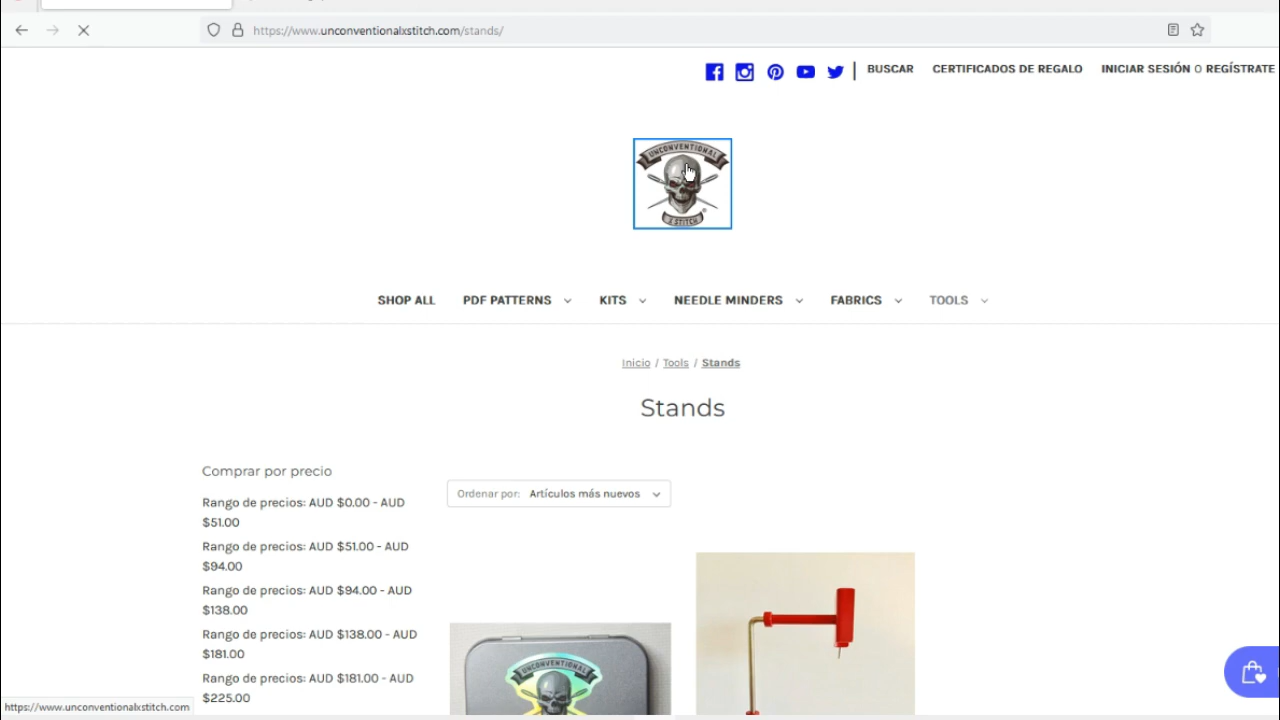 https://www.unconventionalxstitch.com/stands/
BUSCAR CERTIFICADOS DE REGALO INICIAR SESIÓN O REGÍSTRATE
UNCONVENTIONAL
X STITCH
SHOP ALL PDF PATTERNS KITS NEEDLE MINDERS FABRICS TOOLS
Inicio / Tools / Stands
Stands
Comprar por precio
Ordenar por: Artículos más nuevos
Rango de precios: AUD $0.00 - AUD
$51.00
Rango de precios: AUD $51.00 - AUD
$94.00
Rango de precios: AUD $94.00 - AUD
$138.00
Rango de precios: AUD $138.00 - AUD
$181.00
Rango de precios: AUD $181.00 - AUD
$225.00
UNCONVENTIONAL
https://www.unconventionalxstitch.com